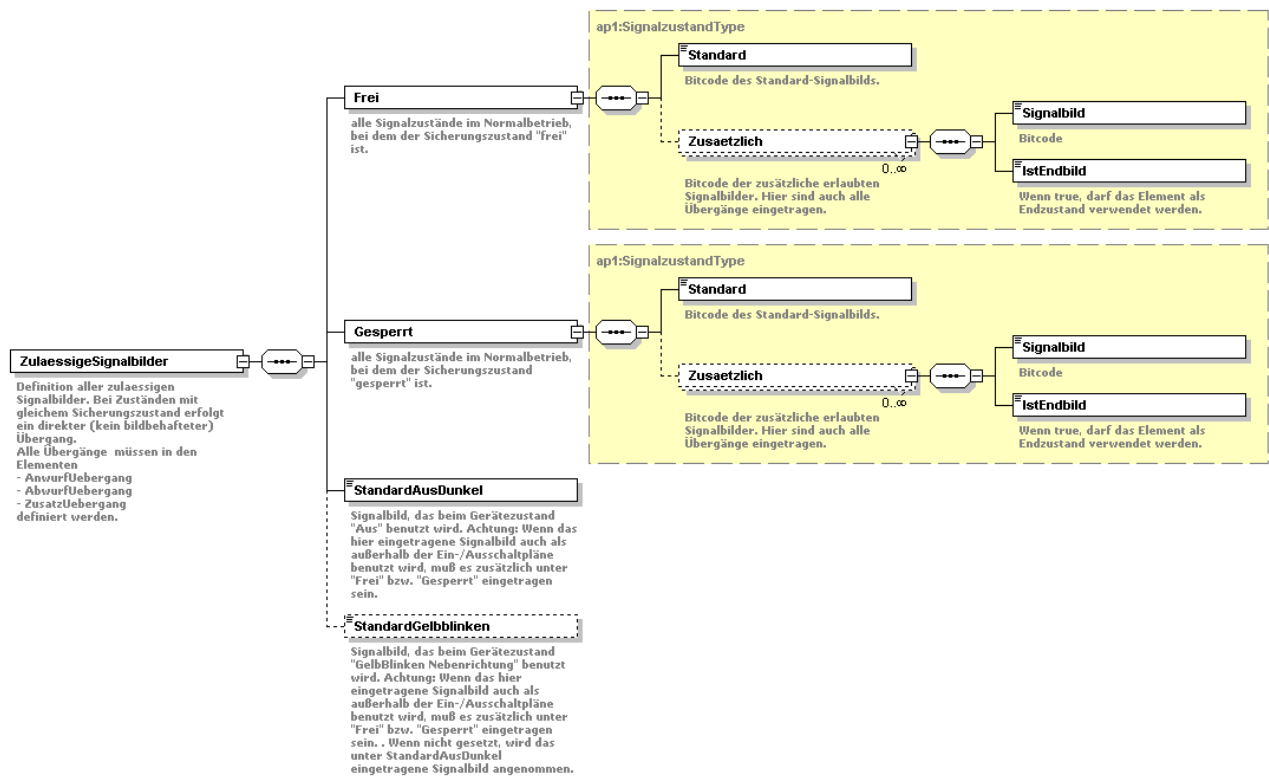 ZulaessigeSignalbilder
Definition aller zulaessigen
Signalbilder. Bei Zuständen mit
gleichem Sicherungszustand erfolgt
ein direkter (kein bildbehafteter)
Übergang.
Alle Übergänge  müssen in den
Elementen
- AnwurfUebergang
- AbwurfUebergang
- ZusatzUebergang
definiert werden.
Frei
alle Signalzustände im Normalbetrieb,
bei dem der Sicherungszustand "frei"
ist.
ap1:SignalzustandType
Standard
Bitcode des Standard-Signalbilds.
Zusaetzlich
0..∞
Bitcode der zusätzliche erlaubten
Signalbilder. Hier sind auch alle
Übergänge eingetragen.
Signalbild
Bitcode
IstEndbild
Wenn true, darf das Element als
Endzustand verwendet werden.
Gesperrt
alle Signalzustände im Normalbetrieb,
bei dem der Sicherungszustand
"gesperrt" ist.
ap1:SignalzustandType
Standard
Bitcode des Standard-Signalbilds.
Zusaetzlich
0..∞
Bitcode der zusätzliche erlaubten
Signalbilder. Hier sind auch alle
Übergänge eingetragen.
Signalbild
Bitcode
IstEndbild
Wenn true, darf das Element als
Endzustand verwendet werden.
StandardAusDunkel
Signalbild, das beim Gerätezustand
"Aus" benutzt wird. Achtung: Wenn das
hier eingetragene Signalbild auch als
außerhalb der Ein-/Ausschaltpläne
benutzt wird, muß es zusätzlich unter
"Frei" bzw. "Gesperrt" eingetragen
sein.
StandardGelbblinken
Signalbild, das beim Gerätezustand
"GelbBlinken Nebenrichtung" benutzt
wird. Achtung: Wenn das hier
eingetragene Signalbild auch als
außerhalb der Ein-/Ausschaltpläne
benutzt wird, muß es zusätzlich unter
"Frei" bzw. "Gesperrt" eingetragen
sein. . Wenn nicht gesetzt, wird das
unter StandardAusDunkel
eingetragene Signalbild angenommen.